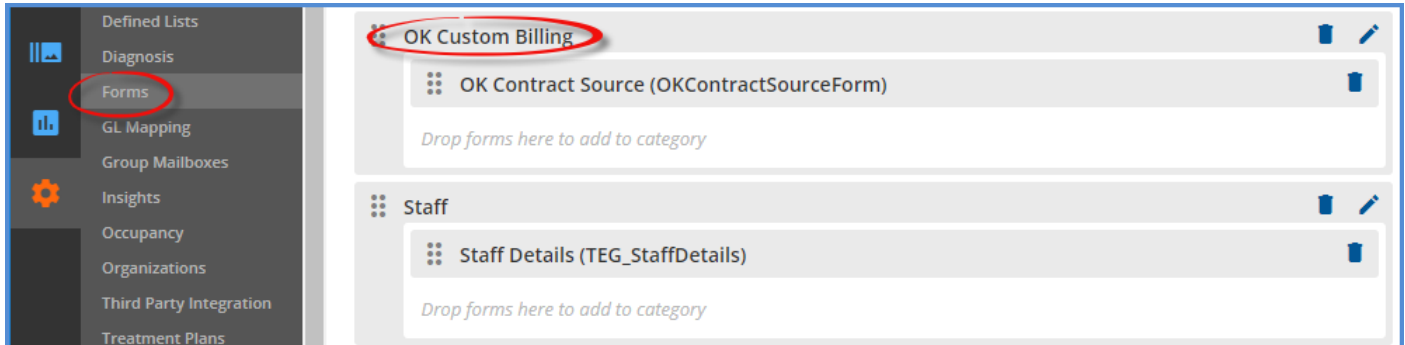 Defined Lists
Diagnosis
Forms
GL Mapping
Group Mailboxes
Insights
Occupancy
Organizations
Third Party Integration
Treatment Plans
OK Custom Billing
OK Contract Source (OKContractSourceForm)
Drop forms here to add to category
Staff
Staff Details (TEG_StaffDetails)
Drop forms here to add to category